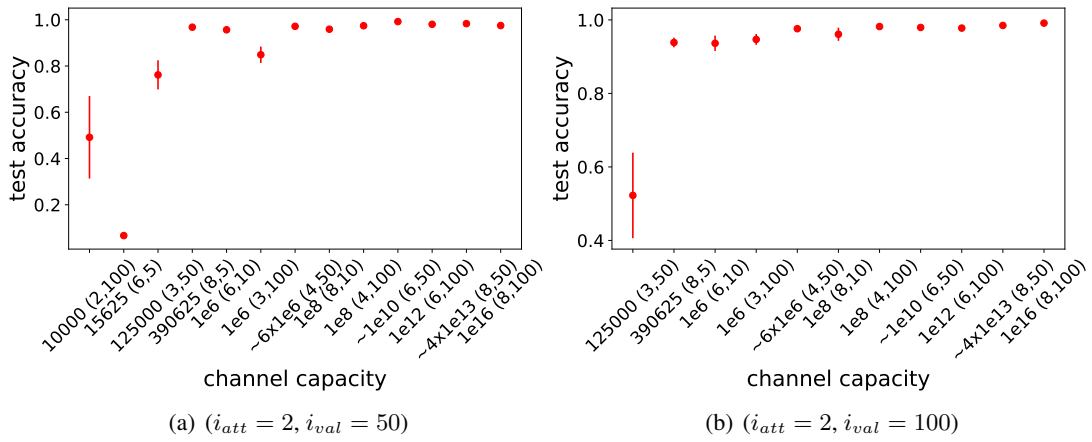 1.0
0.8
0.6
0.4
0.2
test accuracy
10000 (2,100)
15625 (6,5)
125000 (3,50)
390625 (8,5)
1e6 (6,10)
1e6 (3,100)
~6x1e6 (4,50)
1e8 (8,10)
1e8 (4,100)
~1e10 (6,50)
1e12 (6,100)
~4x1e13 (8,50)
1e16 (8,100)
channel capacity
(a) (i_att = 2, i_val = 50)
1.0
0.8
0.6
0.4
test accuracy
125000 (3,50)
390625 (8,5)
1e6 (6,10)
1e6 (3,100)
~6x1e6 (4,50)
1e8 (8,10)
1e8 (4,100)
~1e10 (6,50)
1e12 (6,100)
~4x1e13 (8,50)
1e16 (8,100)
channel capacity
(b) (i_att = 2, i_val = 100)